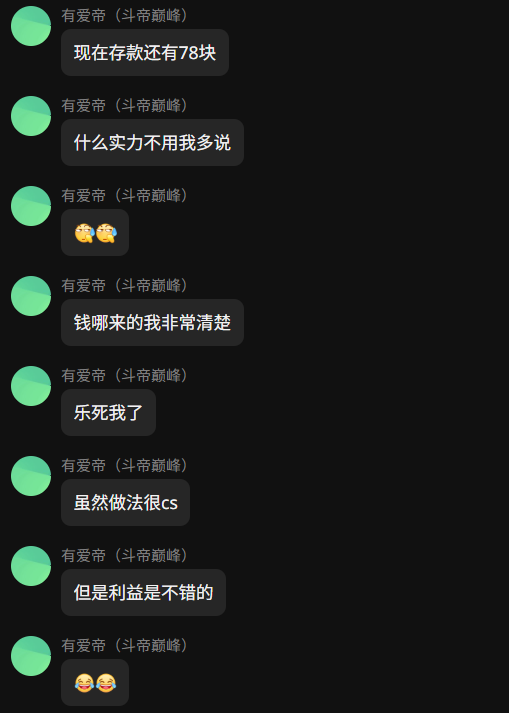 有爱帝（斗帝巅峰）
现在存款还有78块
有爱帝（斗帝巅峰）
什么实力不用我多说
有爱帝（斗帝巅峰）
有爱帝（斗帝巅峰）
钱哪来的我非常清楚
有爱帝（斗帝巅峰）
乐死我了
有爱帝（斗帝巅峰）
虽然做法很cs
有爱帝（斗帝巅峰）
但是利益是不错的
有爱帝（斗帝巅峰）